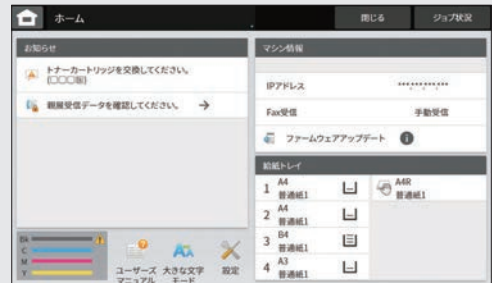 ホーム
閉じる
ジョブ状況
お知らせ
トナーカートリッジを交換してください。
(□□□
親展受信データを確認してください。
マシン情報
IPアドレス
***.***.***.***
Fax受信
手動受信
ファームウェアアップデート
給紙トレイ
1 A4
普通紙1
2 A4
普通紙1
3 B4
普通紙1
4 A3
普通紙1
A4R
普通紙1
Bk
C
M
Y
ユーザーズ
マニュアル
大きな文字
モード
設定